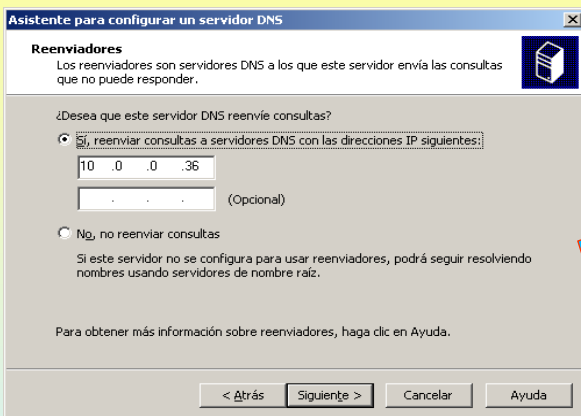 Asistente para configurar un servidor DNS
Reenviadores
Los reenviadores son servidores DNS a los que este servidor envía las consultas
que no puede responder.
¿Desea que este servidor DNS reenvíe consultas?
Sí, reenviar consultas a servidores DNS con las direcciones IP siguientes:
10 .0 .0 .36
. . . (Opcional)
No, no reenviar consultas
Si este servidor no se configura para usar reenviadores, podrá seguir resolviendo
nombres usando servidores de nombre raíz.
Para obtener más información sobre reenviadores, haga clic en Ayuda.
< Atrás Siguiente > Cancelar Ayuda